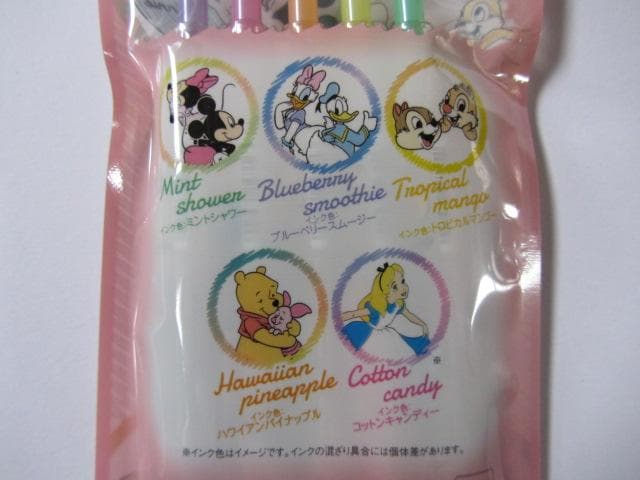 Mint
shower
インク色:ミントシャワー
Blueberry
smoothie
インク色:
ブルーベリースムージー
Tropical
mango
インク色:トロピカルマンゴー
Hawaiian
pineapple
インク色:
ハワイアンパイナップル
※
Cotton
candy
インク色:
コットンキャンディー
※インク色はイメージです。インクの混ざり具合には個体差があります。